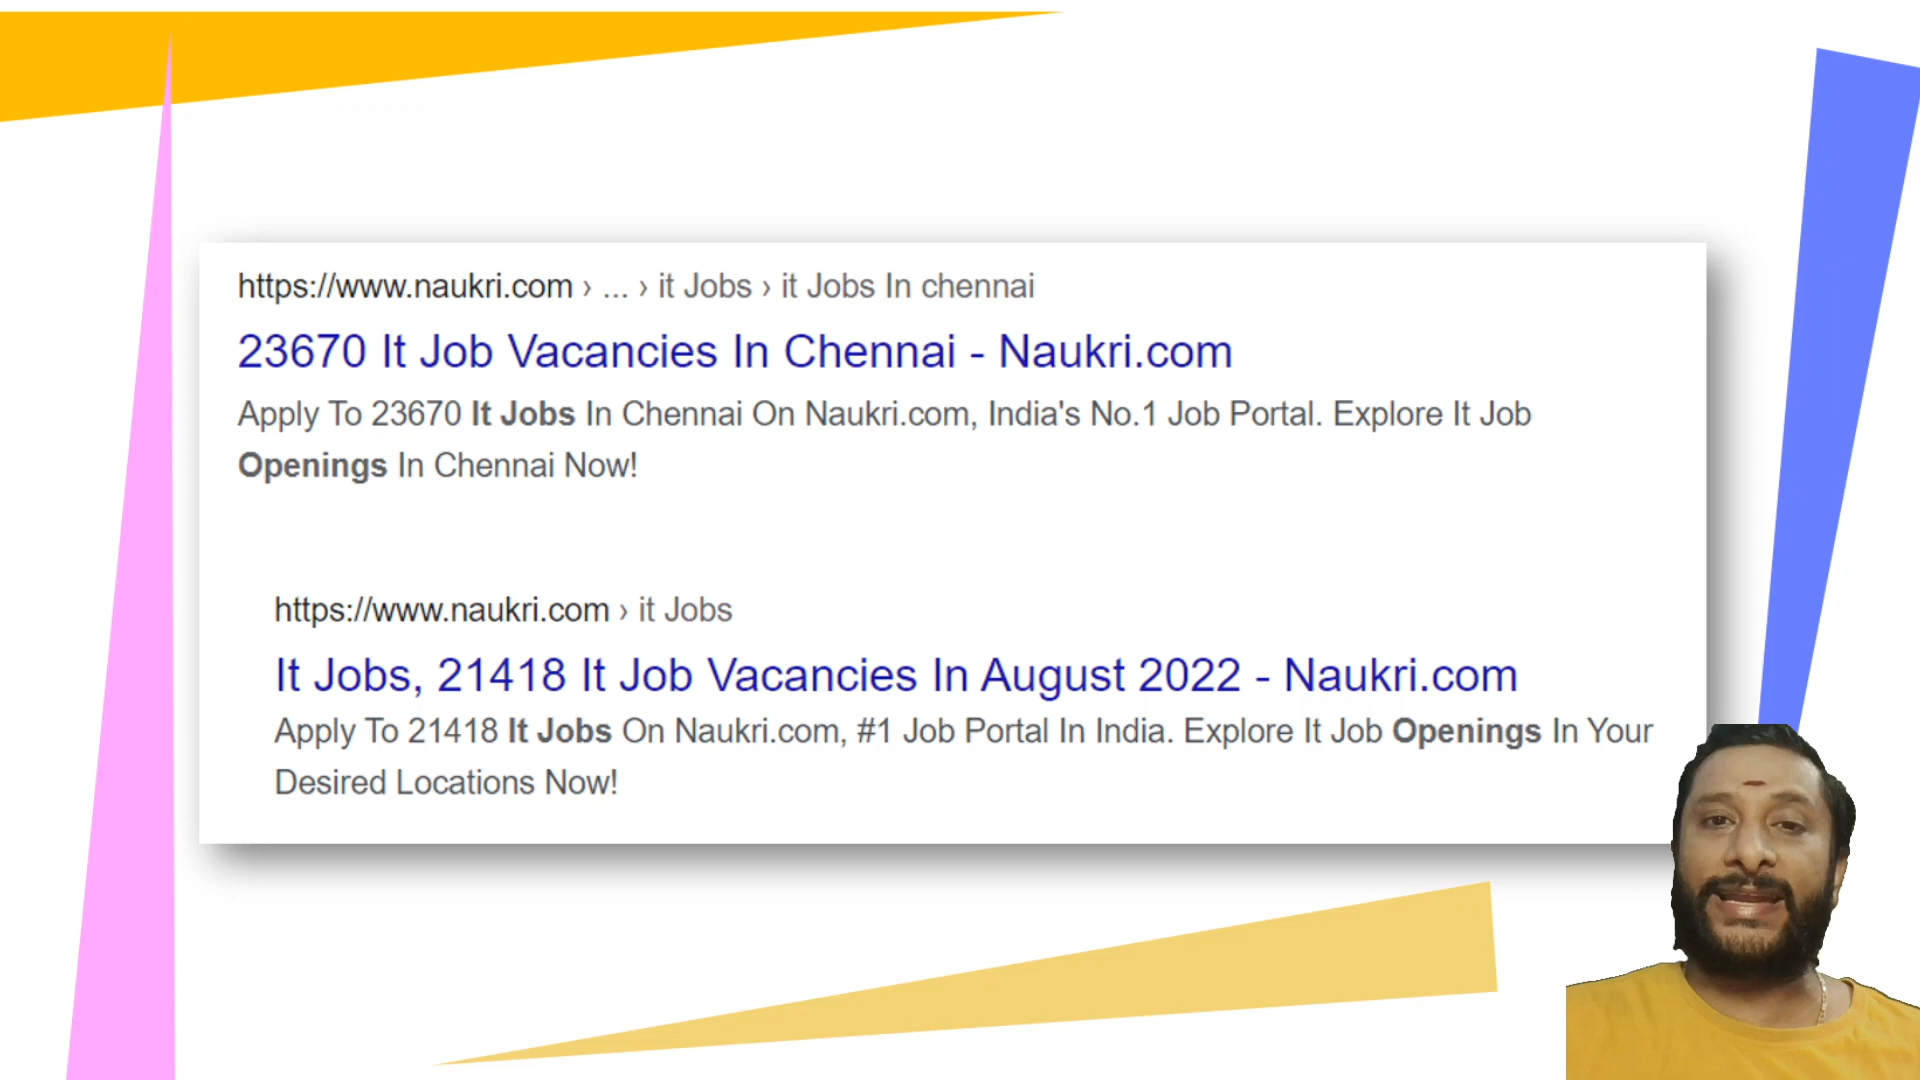 https://www.naukri.com › ... › it Jobs › it Jobs In chennai
23670 It Job Vacancies In Chennai - Naukri.com
Apply To 23670 It Jobs In Chennai On Naukri.com, India's No.1 Job Portal. Explore It Job
Openings In Chennai Now!
https://www.naukri.com › it Jobs
It Jobs, 21418 It Job Vacancies In August 2022 - Naukri.com
Apply To 21418 It Jobs On Naukri.com, #1 Job Portal In India. Explore It Job Openings In Your
Desired Locations Now!